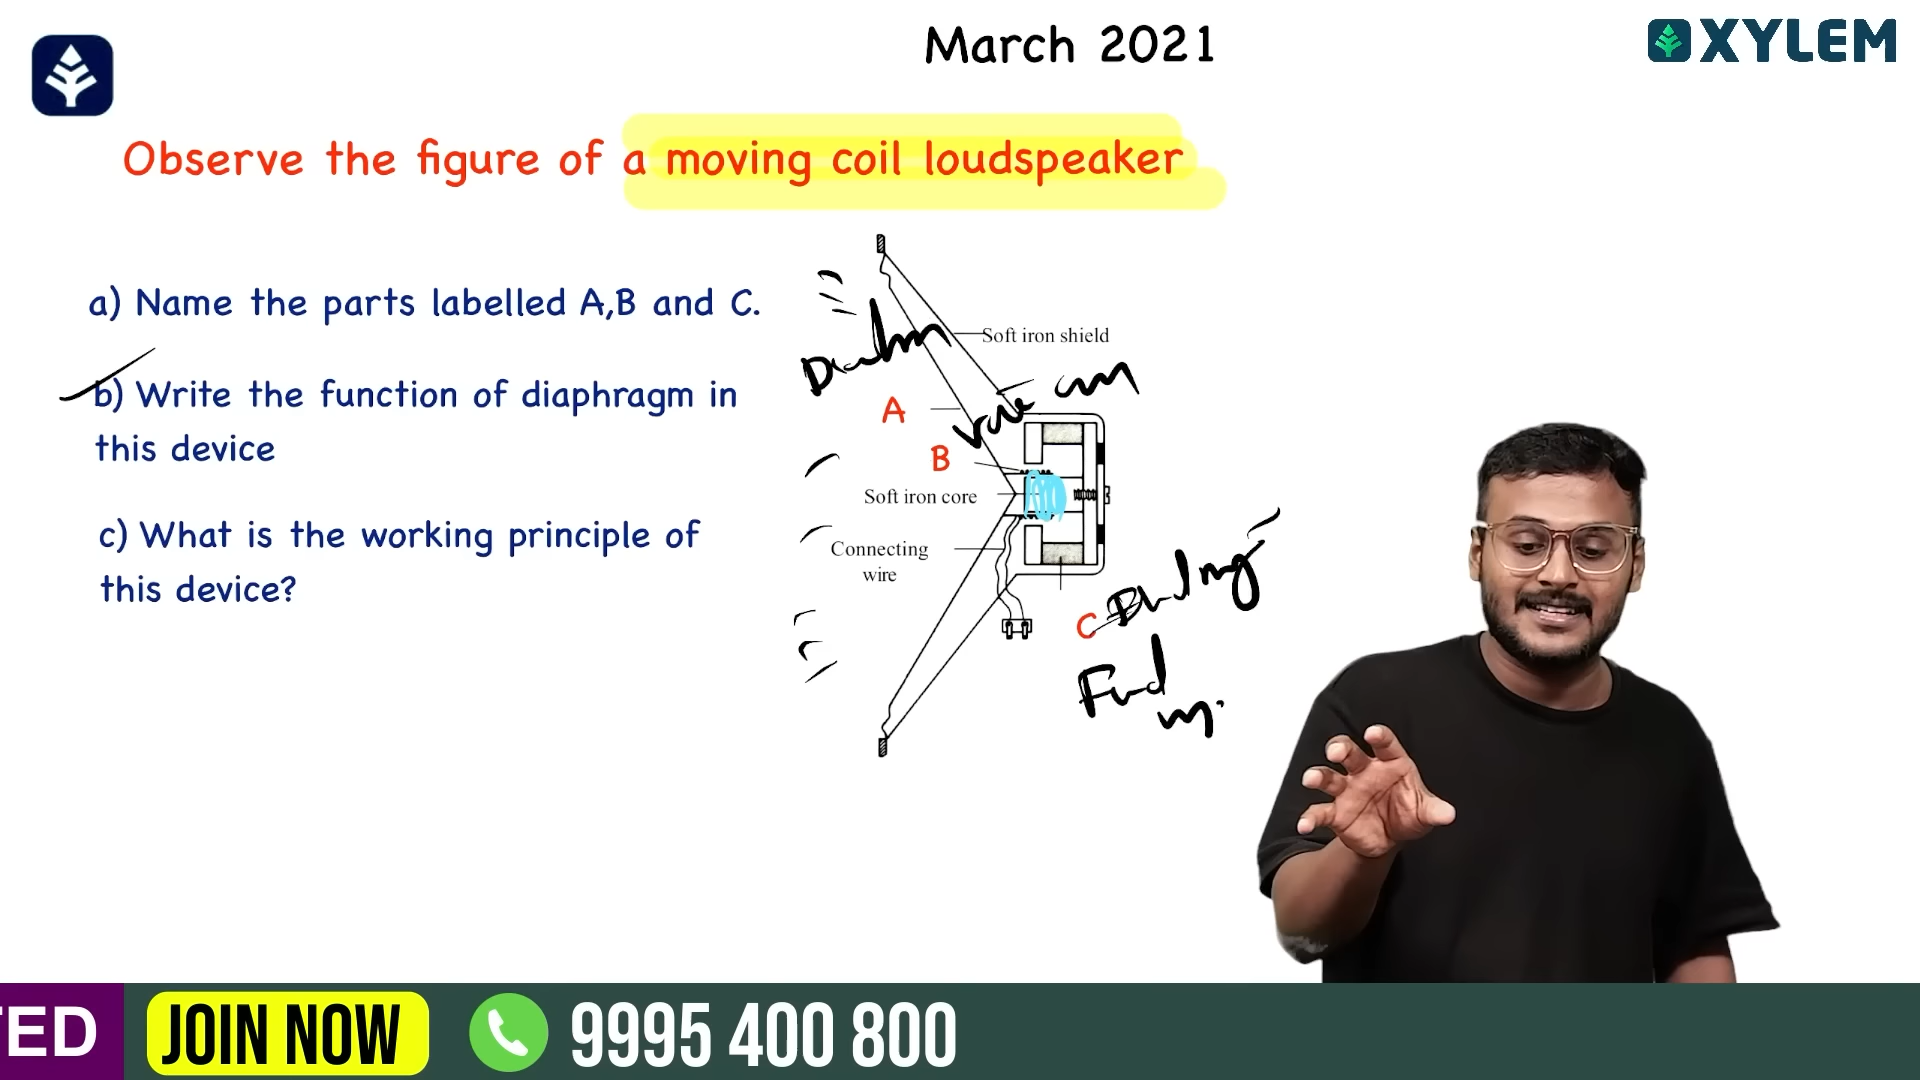 March 2021
XYLEM
Observe the figure of a moving coil loudspeaker
a) Name the parts labelled A,B and C.
b) Write the function of diaphragm in
this device
c) What is the working principle of
this device?
Soft iron shield
A
B
Soft iron core
Connecting
wire
C
TED
JOIN NOW
9995 400 800